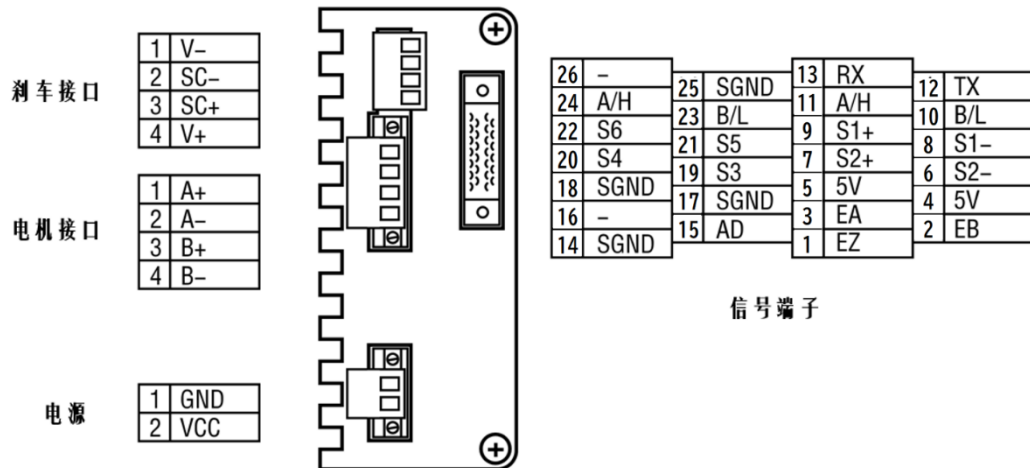 刹车接口
1 V-
2 SC-
3 SC+
4 V+
电机接口
1 A+
2 A-
3 B+
4 B-
电源
1 GND
2 VCC
26 -
24 A/H
22 S6
20 S4
18 SGND
16 -
14 SGND
25 SGND
23 B/L
21 S5
19 S3
17 SGND
15 AD
13 RX
11 A/H
9 S1+
7 S2+
5 5V
3 EA
1 EZ
12 TX
10 B/L
8 S1-
6 S2-
4 5V
2 EB
信号端子